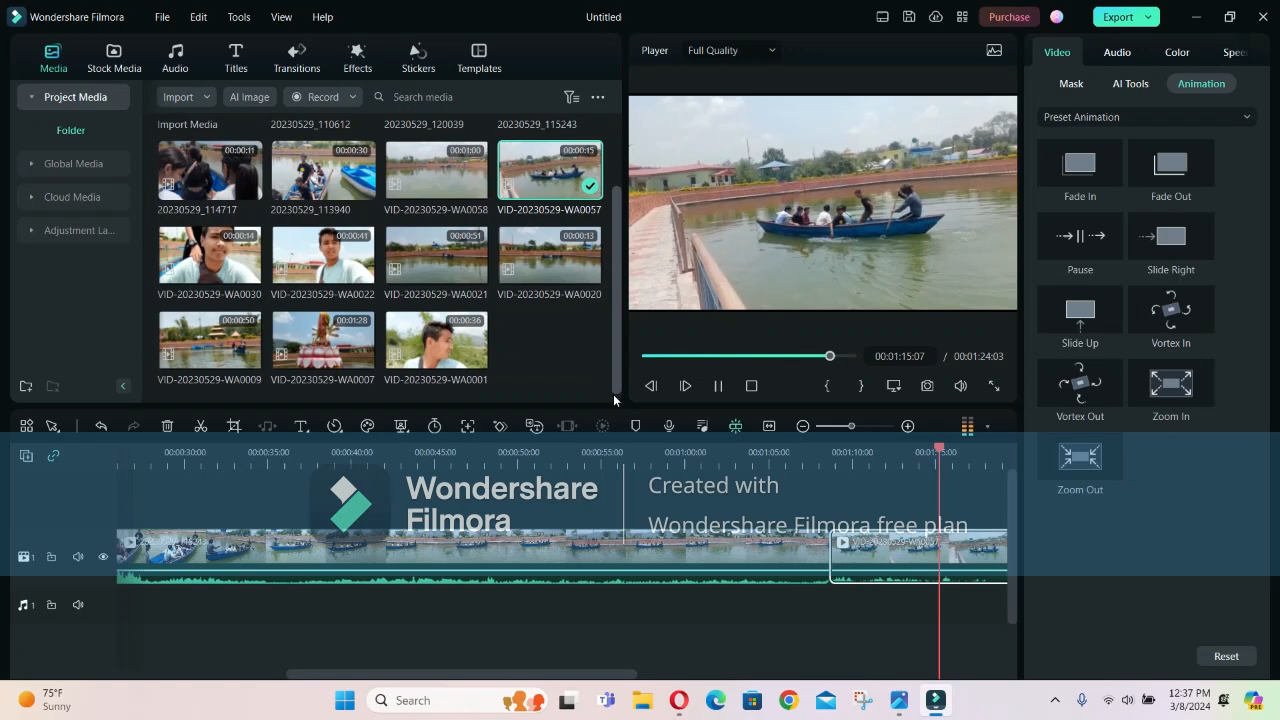 Wondershare Filmora File Edit Tools View Help Untitled Purchase Export
Media Stock Media Audio Titles Transitions Effects Stickers Templates
Project Media
Folder
Global Media
Cloud Media
Adjustment La...
Import AI Image Record Search media
Import Media 20230529_110612 20230529_120039 20230529_115243
00:00:11 00:00:30 00:01:00 00:00:15
20230529_114717 20230529_113940 VID-20230529-WA0058 VID-20230529-WA0057
00:00:14 00:00:41 00:00:51 00:00:13
VID-20230529-WA0030 VID-20230529-WA0022 VID-20230529-WA0021 VID-20230529-WA0020
00:00:50 00:01:28 00:00:36
VID-20230529-WA0009 VID-20230529-WA0007 VID-20230529-WA0001
Player Full Quality
00:01:15:07 / 00:01:24:03
Video Audio Color Spee
Mask AI Tools Animation
Preset Animation
Fade In Fade Out
Pause Slide Right
Slide Up Vortex In
Vortex Out Zoom In
Zoom Out
Reset
00:00:30:00 00:00:35:00 00:00:40:00 00:00:45:00 00:00:50:00 00:00:55:00 00:01:00:00 00:01:05:00 00:01:10:00
Wondershare
Filmora
Created with
Wondershare Filmora free plan
1
1
75°F
Sunny
Search
12:37 PM
3/8/2024